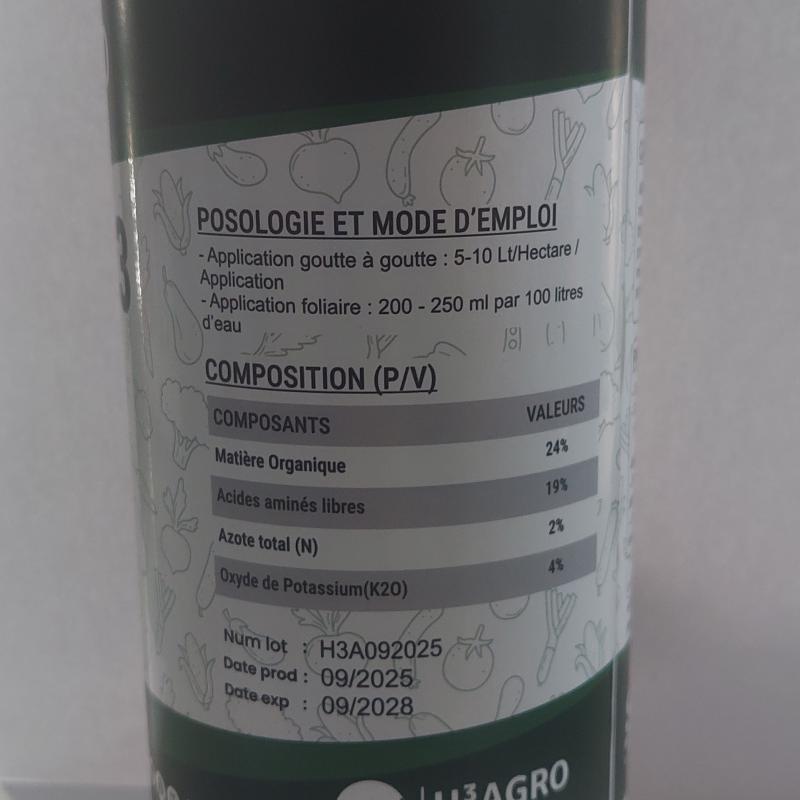 3
POSOLOGIE ET MODE D'EMPLOI
- Application goutte à goutte : 5-10 Lt/Hectare /
Application
- Application foliaire : 200 - 250 ml par 100 litres
d'eau
COMPOSITION (P/V)
COMPOSANTS VALEURS
Matière Organique 24%
Acides aminés libres 19%
Azote total (N) 2%
Oxyde de Potassium(K2O) 4%
Num lot : H3A092025
Date prod : 09/2025
Date exp : 09/2028
H³AGRO